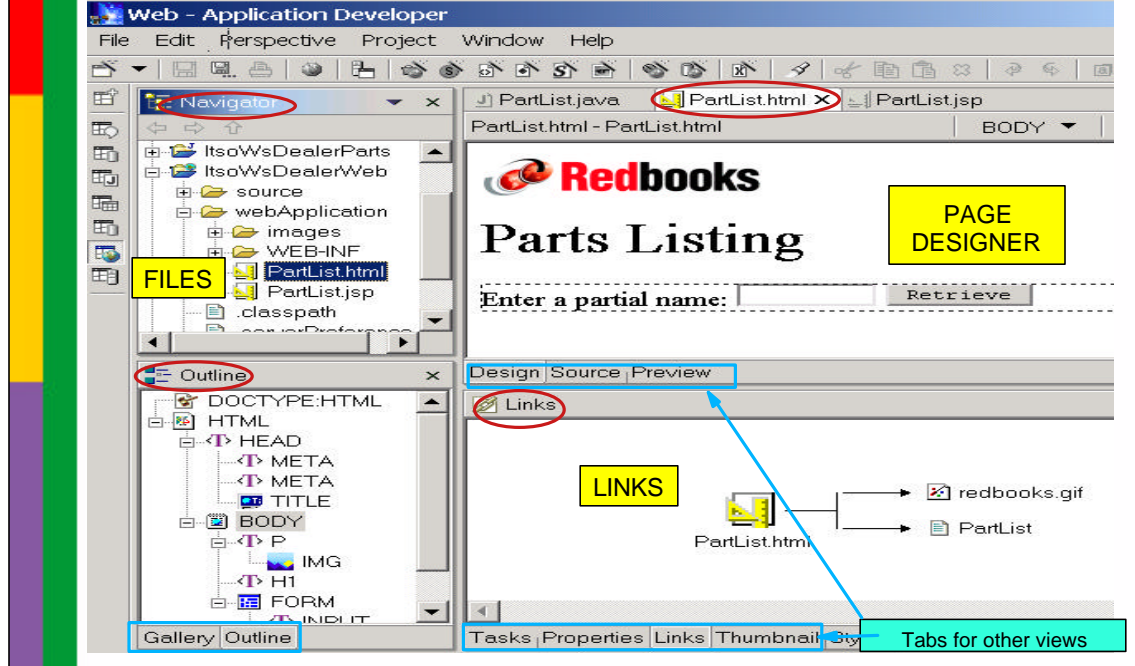 Web - Application Developer
File Edit Perspective Project Window Help
Navigator
PartList.java PartList.html PartList.jsp
PartList.html - PartList.html BODY
ItsoWsDealerParts
ItsoWsDealerWeb
source
webApplication
images
WEB-INF
PartList.html
PartList.jsp
.classpath
FILES
Redbooks
Parts Listing
Enter a partial name: Retrieve
PAGE
DESIGNER
Design Source Preview
Outline
DOCTYPE:HTML
HTML
HEAD
META
META
TITLE
BODY
P
IMG
H1
FORM
INPUT
Gallery Outline
Links
LINKS
PartList.html
redbooks.gif
PartList
Tasks Properties Links Thumbnail
Tabs for other views